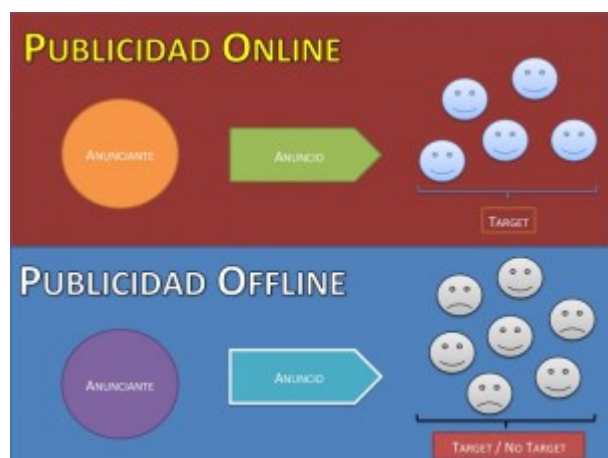 PUBLICIDAD ONLINE
ANUNCIANTE
ANUNCIO
TARGET
PUBLICIDAD OFFLINE
ANUNCIANTE
ANUNCIO
TARGET / NO TARGET